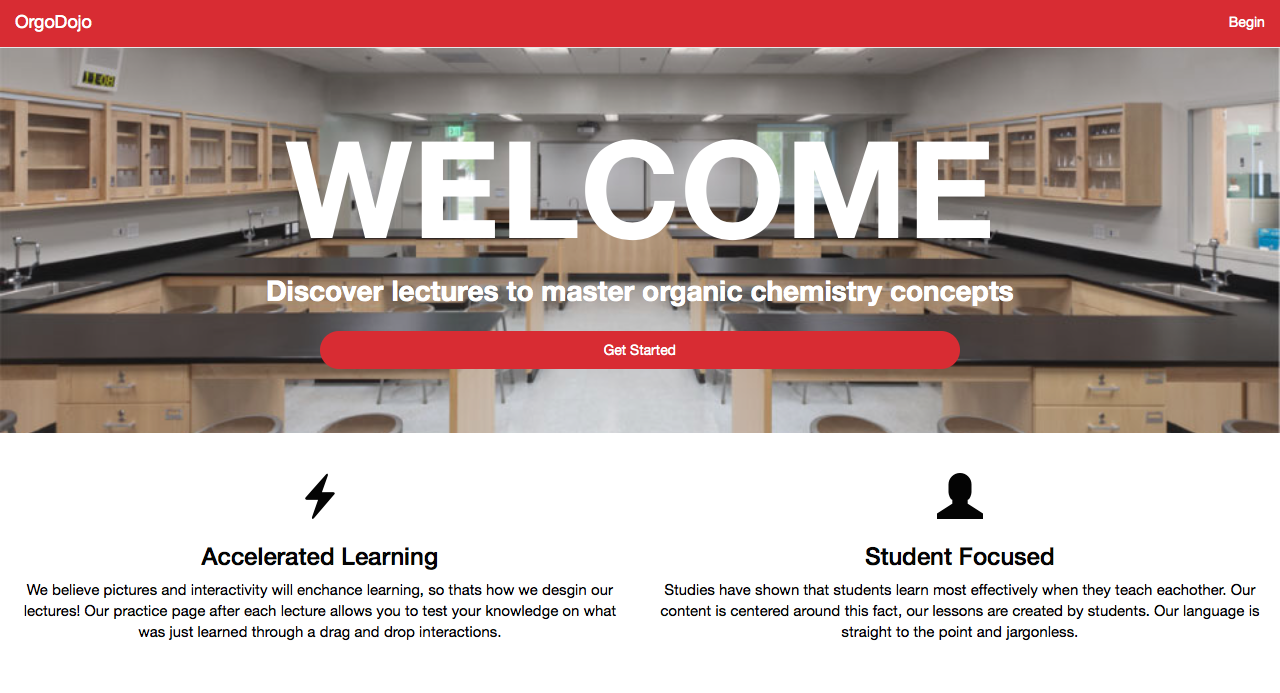 OrgoDojo Begin
11:08
WELCOME
Discover lectures to master organic chemistry concepts
Get Started
Accelerated Learning
We believe pictures and interactivity will enchance learning, so thats how we desgin our
lectures! Our practice page after each lecture allows you to test your knowledge on what
was just learned through a drag and drop interactions.
Student Focused
Studies have shown that students learn most effectively when they teach eachother. Our
content is centered around this fact, our lessons are created by students. Our language is
straight to the point and jargonless.